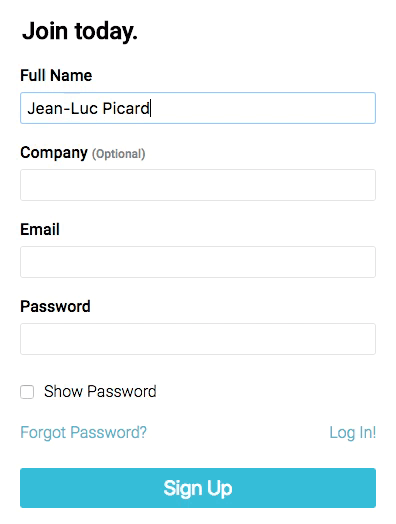 Join today.
Full Name
Jean-Luc Picard
Company (Optional)
Email
Password
Show Password
Forgot Password? Log In!
Sign Up